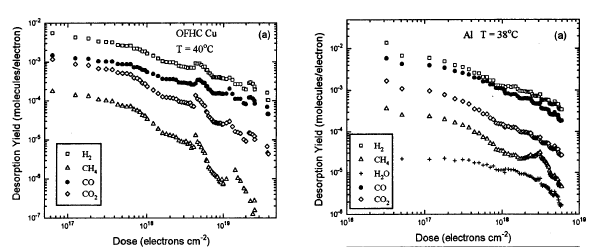 OFHC Cu
T = 40°C
(a)
Desorption Yield (molecules/electron)
10⁻²
10⁻³
10⁻⁴
10⁻⁵
10⁻⁶
10⁻⁷
H₂
CH₄
CO
CO₂
10¹⁷
10¹⁸
10¹⁹
Dose (electrons cm⁻²)
Al T = 38°C
(a)
Desorption Yield (molecules/electron)
10⁻²
10⁻³
10⁻⁴
10⁻⁵
10⁻⁶
H₂
CH₄
H₂O
CO
CO₂
10¹⁶
10¹⁷
10¹⁸
10¹⁹
Dose (electrons cm⁻²)